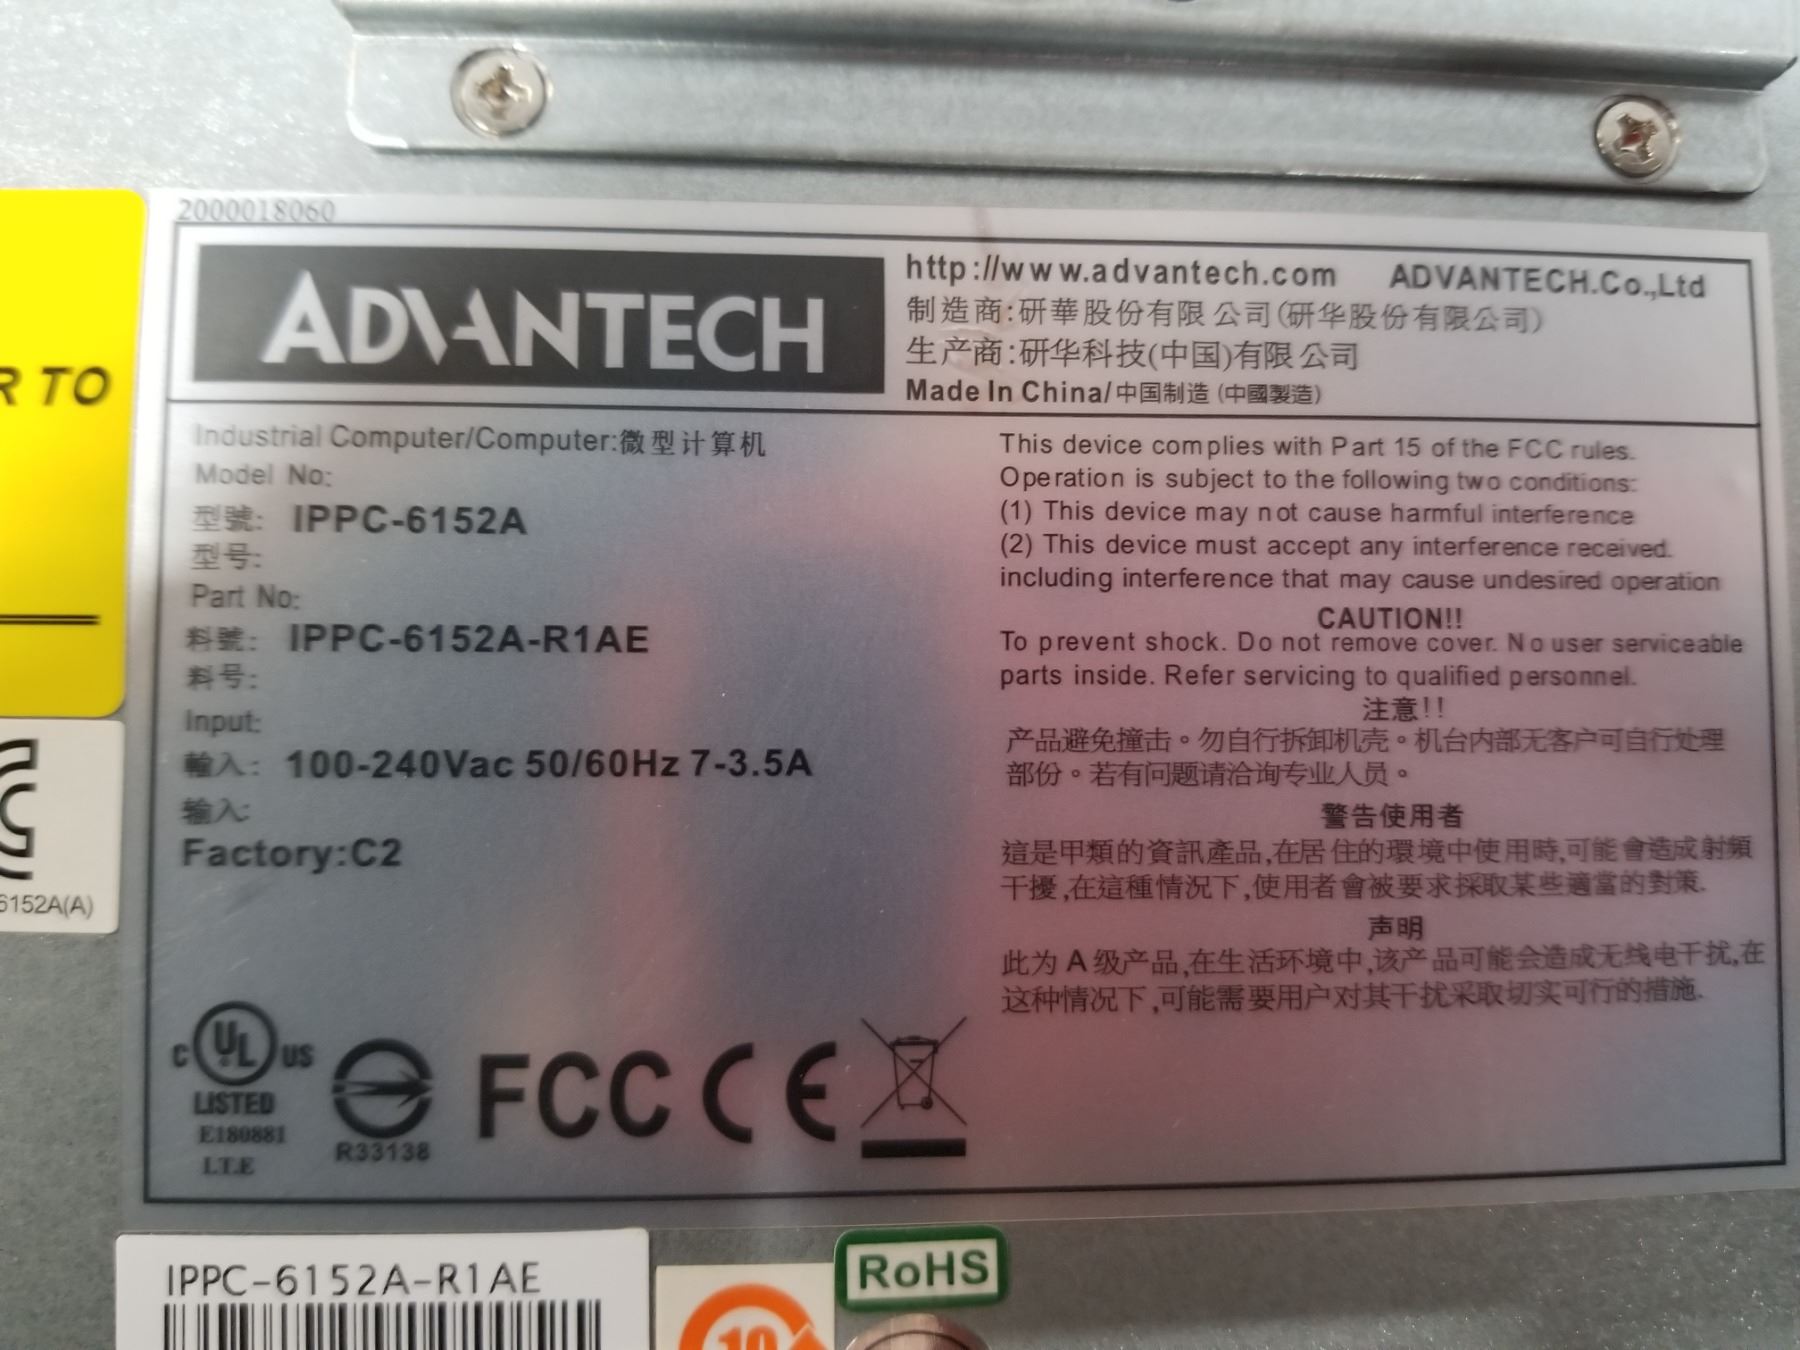 R TO
2000018060
ADVANTECH
http://www.advantech.com ADVANTECH.Co.,Ltd
制造商:研華股份有限公司(研华股份有限公司)
生产商:研华科技(中国)有限公司
Made In China/中国制造 (中國製造)
Industrial Computer/Computer:微型计算机
Model No:
型號: IPPC-6152A
型号:
Part No:
料號: IPPC-6152A-R1AE
料号:
Input:
輸入: 100-240Vac 50/60Hz 7-3.5A
输入:
Factory:C2
This device complies with Part 15 of the FCC rules.
Operation is subject to the following two conditions:
(1) This device may not cause harmful interference
(2) This device must accept any interference received.
including interference that may cause undesired operation
CAUTION!!
To prevent shock. Do not remove cover. No user serviceable
parts inside. Refer servicing to qualified personnel.
注意!!
产品避免撞击。勿自行拆卸机壳。机台内部无客户可自行处理
部份。若有问题请洽询专业人员。
警告使用者
這是甲類的資訊產品,在居住的環境中使用時,可能會造成射頻
干擾,在這種情況下,使用者會被要求採取某些適當的對策.
声明
此为 A 级产品,在生活环境中,该产品可能会造成无线电干扰,在
这种情况下,可能需要用户对其干扰采取切实可行的措施.
C UL US
LISTED
E180881
I.T.E
R33138
FCC CE
6152A(A)
IPPC-6152A-R1AE
10
RoHS